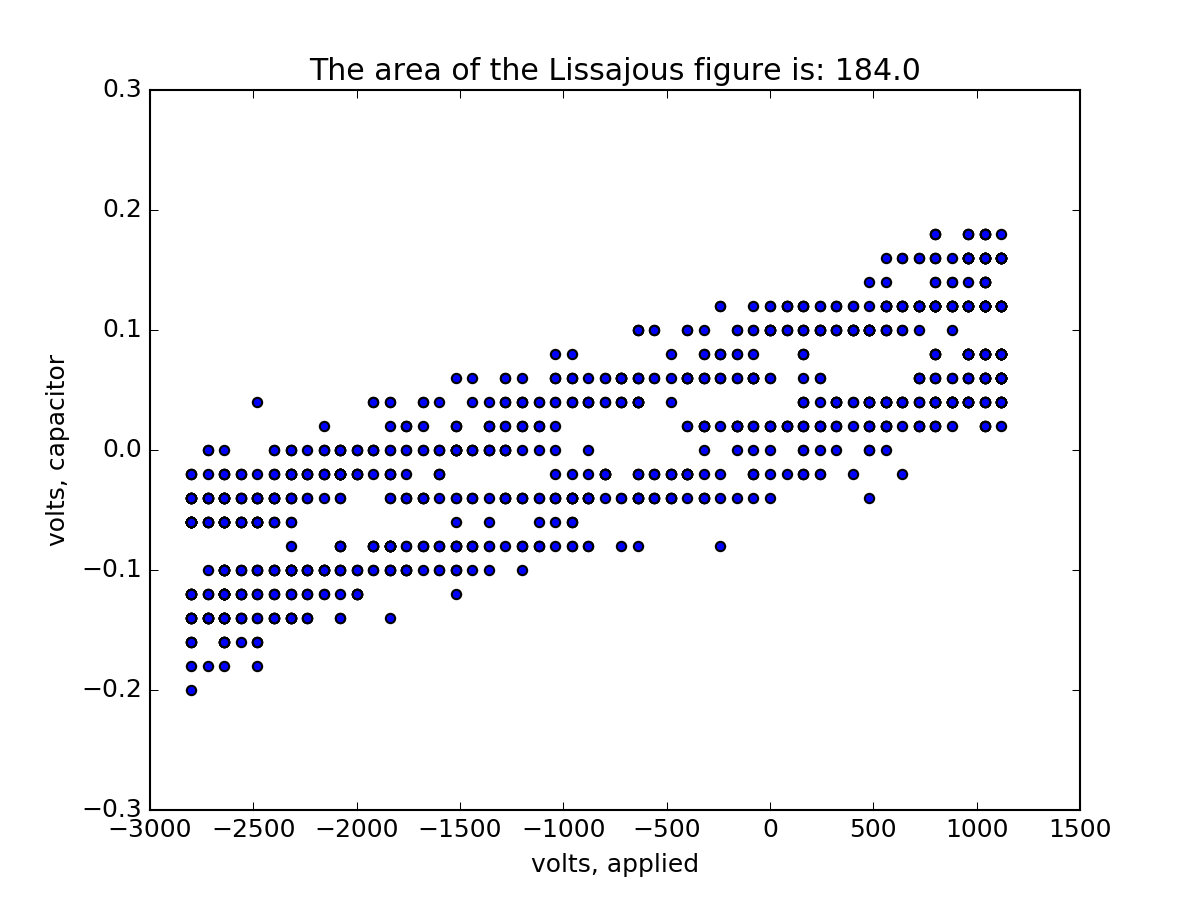 The area of the Lissajous figure is: 184.0
0.3
0.2
0.1
0.0
−0.1
−0.2
−0.3
volts, capacitor
−3000 −2500 −2000 −1500 −1000 −500 0 500 1000 1500
volts, applied